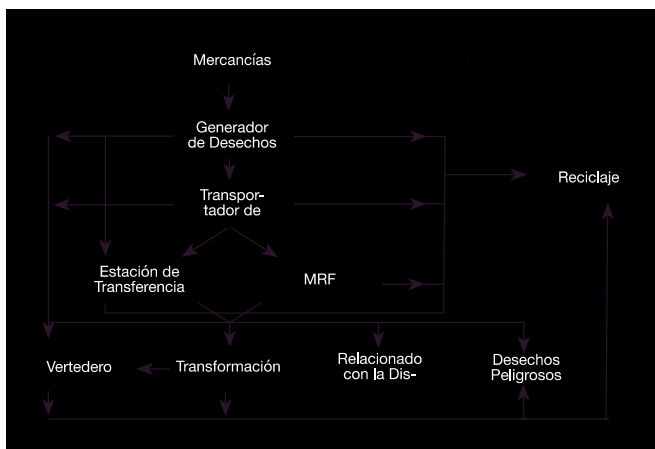 Mercancías
Generador
de Desechos
Transpor-
tador de
Reciclaje
Estación de
Transferencia
MRF
Vertedero
Transformación
Relacionado
con la Dis-
Desechos
Peligrosos